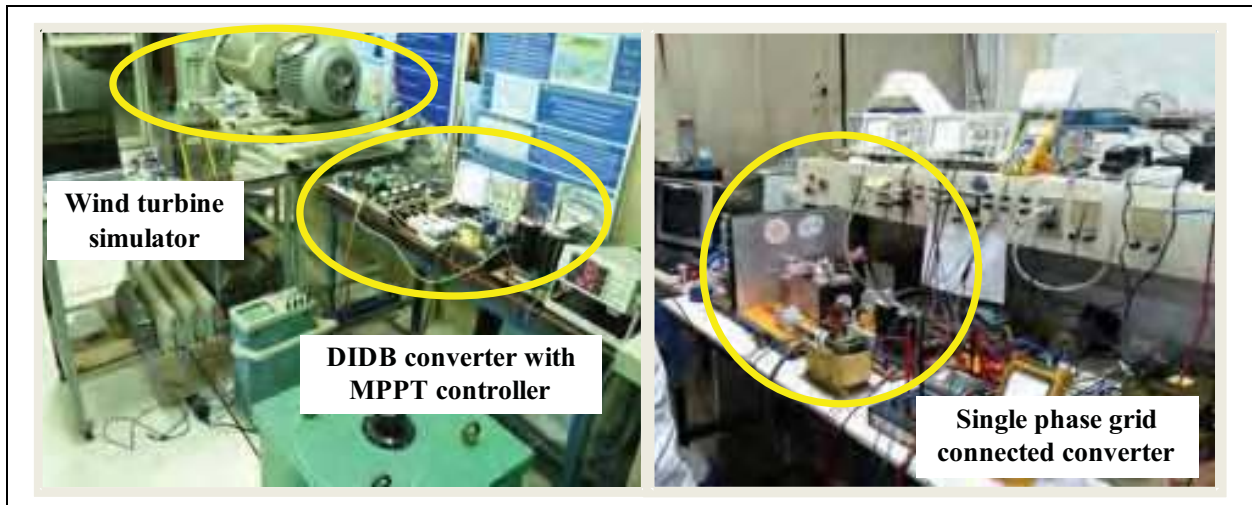 Wind turbine
simulator
DIDB converter with
MPPT controller
Single phase grid
connected converter